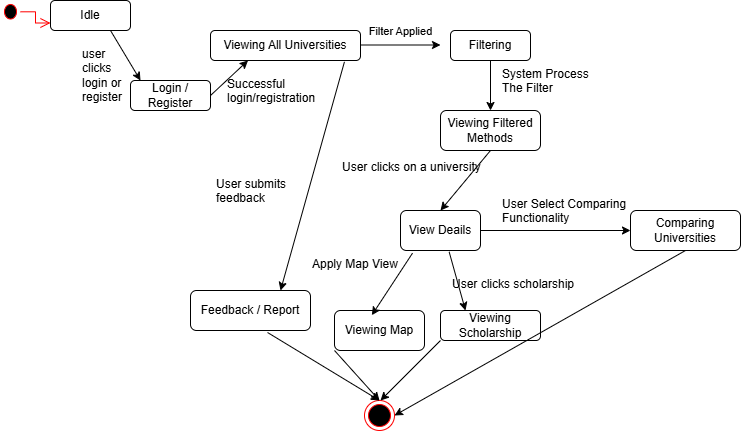 Idle
user
clicks
login or
register
Login /
Register
Successful
login/registration
Viewing All Universities
Filter Applied
Filtering
System Process
The Filter
Viewing Filtered
Methods
User clicks on a university
User submits
feedback
View Deails
User Select Comparing
Functionality
Comparing
Universities
Apply Map View
User clicks scholarship
Feedback / Report
Viewing Map
Viewing
Scholarship